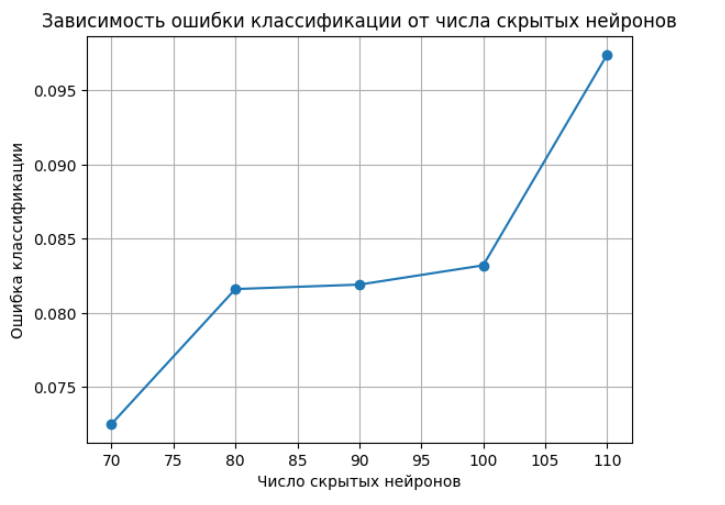 Зависимость ошибки классификации от числа скрытых нейронов
Ошибка классификации
0.095
0.090
0.085
0.080
0.075
70 75 80 85 90 95 100 105 110
Число скрытых нейронов